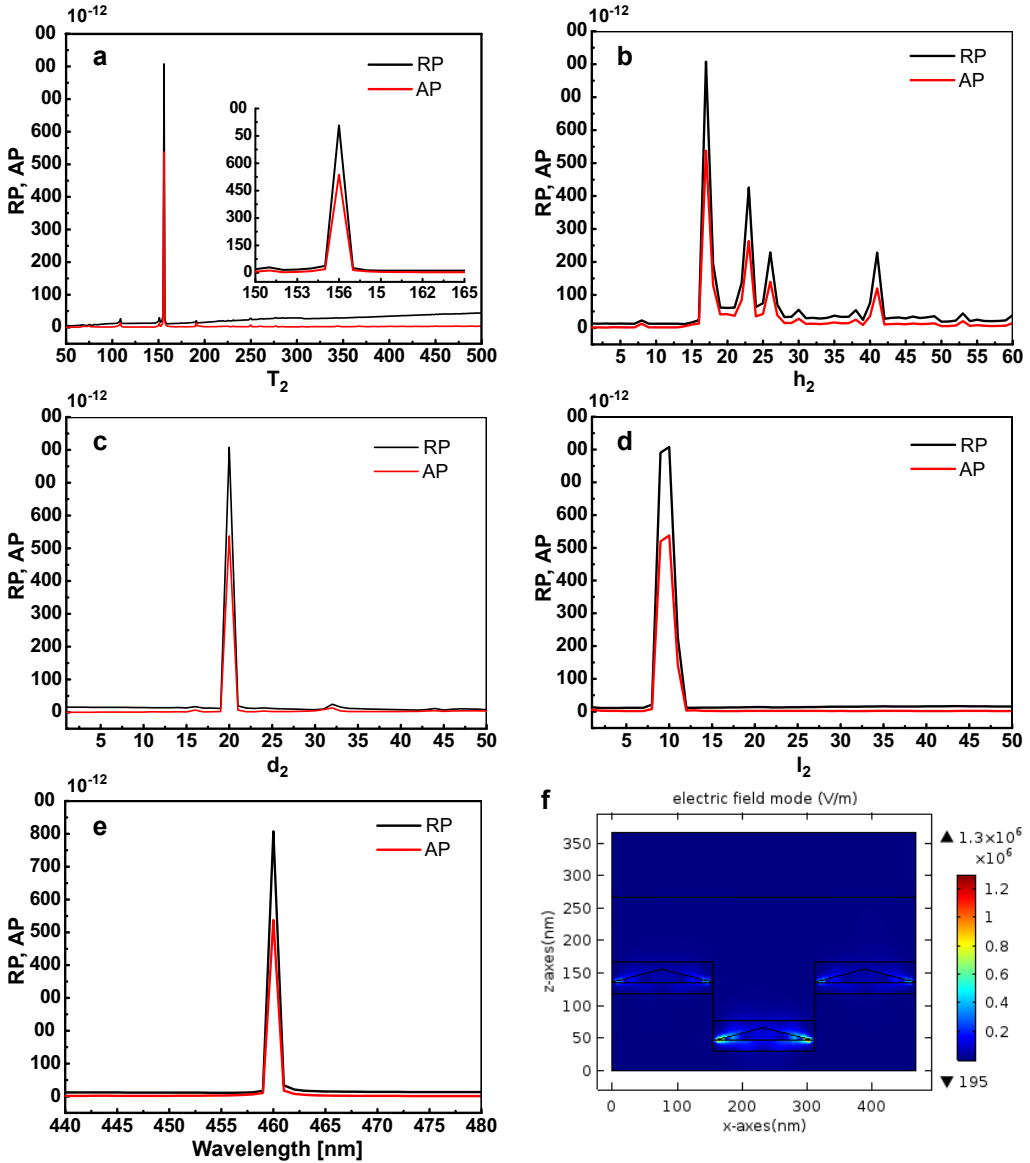 10-12
a
RP
AP
00
00
600
500
400
300
200
100
0
RP, AP
50 100 150 200 250 300 350 400 450 500
T2
00
50
600
450
300
150
0
150 153 156 15 162 165
10-12
b
RP
AP
00
00
600
500
400
300
200
100
0
RP, AP
5 10 15 20 25 30 35 40 45 50 55 60
h2
10-12
c
RP
AP
00
00
600
500
400
300
200
100
0
RP, AP
5 10 15 20 25 30 35 40 45 50
d2
10-12
d
RP
AP
00
00
600
500
400
300
200
100
0
RP, AP
5 10 15 20 25 30 35 40 45 50
l2
10-12
e
RP
AP
00
800
00
600
500
400
300
00
100
0
RP, AP
440 445 450 455 460 465 470 475 480
Wavelength [nm]
f
electric field mode (V/m)
350
300
250
200
150
100
50
0
z-axes(nm)
0 100 200 300 400
x-axes(nm)
▲ 1.3×10⁶
×10⁶
1.2
1
0.8
0.6
0.4
0.2
▼ 195